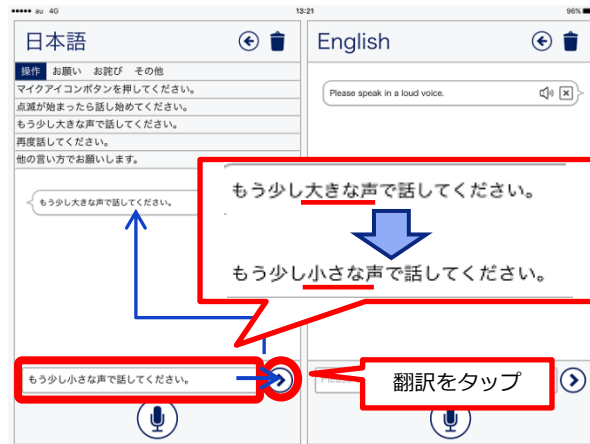 au 4G 13:21 96%
日本語
操作 お願い お詫び その他
マイクアイコンボタンを押してください。
点滅が始まったら話し始めてください。
もう少し大きな声で話してください。
再度話してください。
他の言い方でお願いします。
もう少し大きな声で話してください。
もう少し小さな声で話してください。
English
Please speak in a loud voice.
もう少し大きな声で話してください。
もう少し小さな声で話してください。
翻訳をタップ